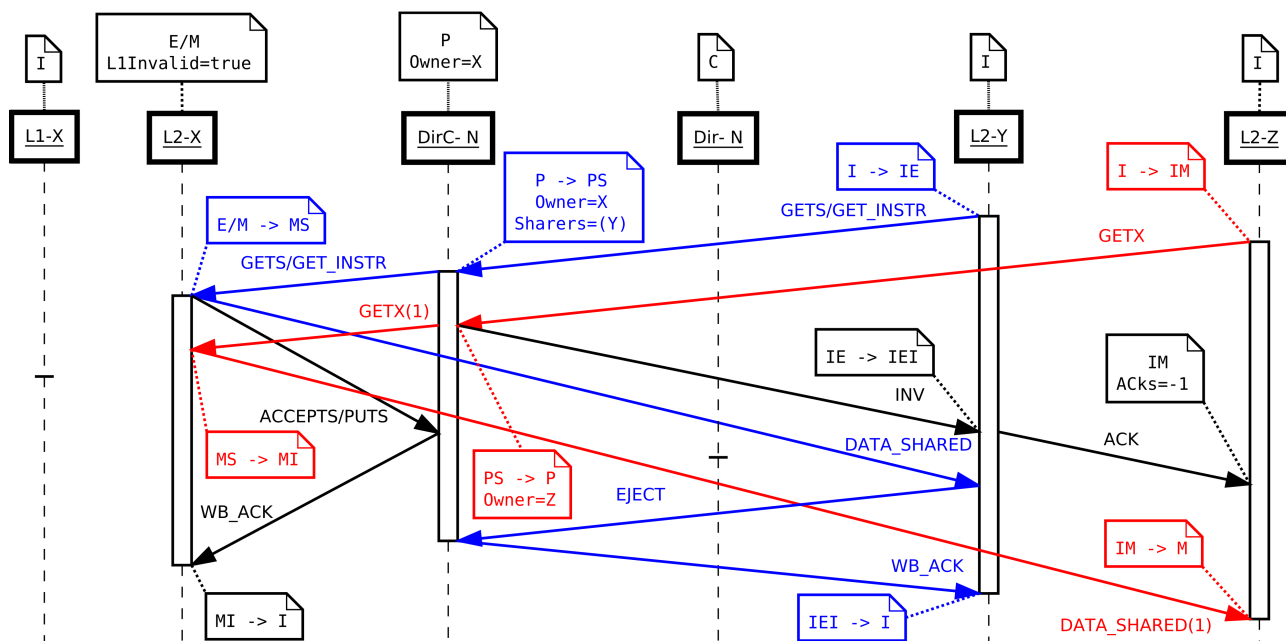 I
E/M
L1Invalid=true
P
Owner=X
C
I
I
L1-X
L2-X
DirC- N
Dir- N
L2-Y
L2-Z
P -> PS
Owner=X
Sharers=(Y)
I -> IE
I -> IM
E/M -> MS
GETS/GET_INSTR
GETX
GETS/GET_INSTR
GETX(1)
IE -> IEI
IM
ACks=-1
INV
ACCEPTS/PUTS
ACK
DATA_SHARED
MS -> MI
PS -> P
Owner=Z
EJECT
WB_ACK
IM -> M
WB_ACK
MI -> I
IEI -> I
DATA_SHARED(1)